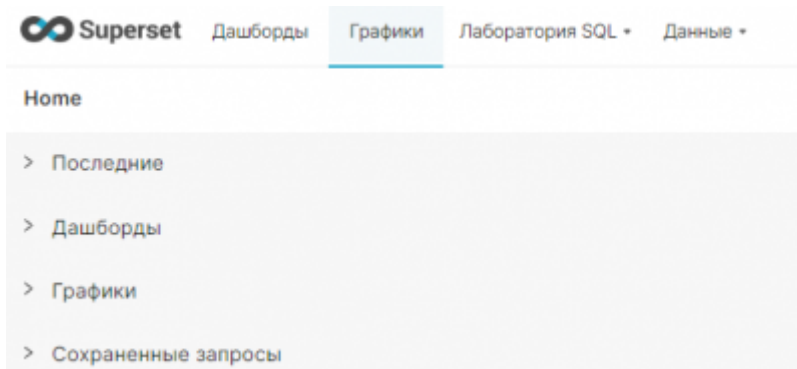 Superset Дашборды Графики Лаборатория SQL Данные
Home
Последние
Дашборды
Графики
Сохраненные запросы